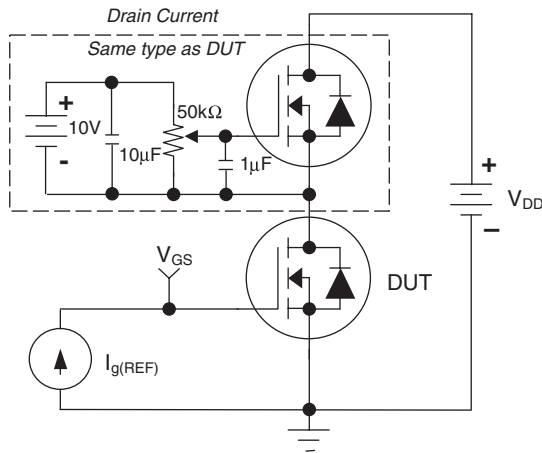 Drain Current
Same type as DUT
+
10V
-
10μF
50kΩ
1μF
+
V_DD
−
V_GS
DUT
I_g(REF)